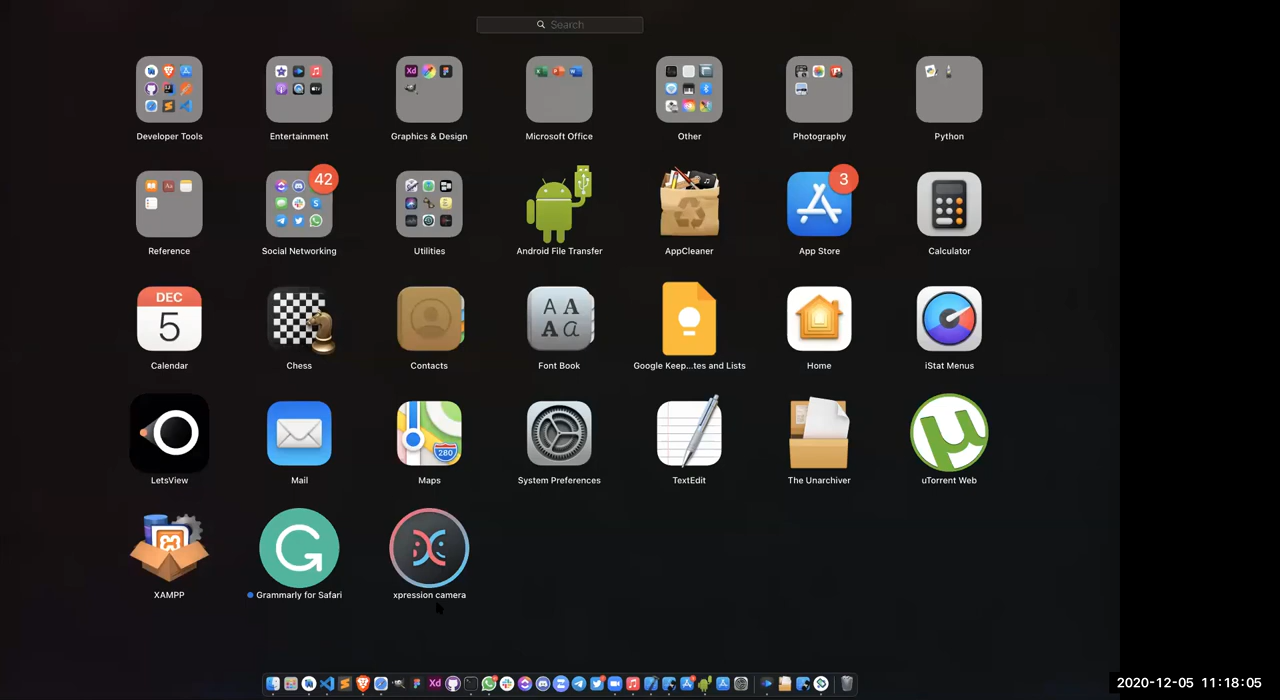 Search
Developer Tools
Entertainment
Graphics & Design
Microsoft Office
Other
Photography
Python
42
3
Reference
Social Networking
Utilities
Android File Transfer
AppCleaner
App Store
Calculator
DEC
5
A A
A a
280
Calendar
Chess
Contacts
Font Book
Google Keep...tes and Lists
Home
iStat Menus
LetsView
Mail
Maps
System Preferences
TextEdit
The Unarchiver
uTorrent Web
XAMPP
Grammarly for Safari
xpression camera
2020-12-05 11:18:05